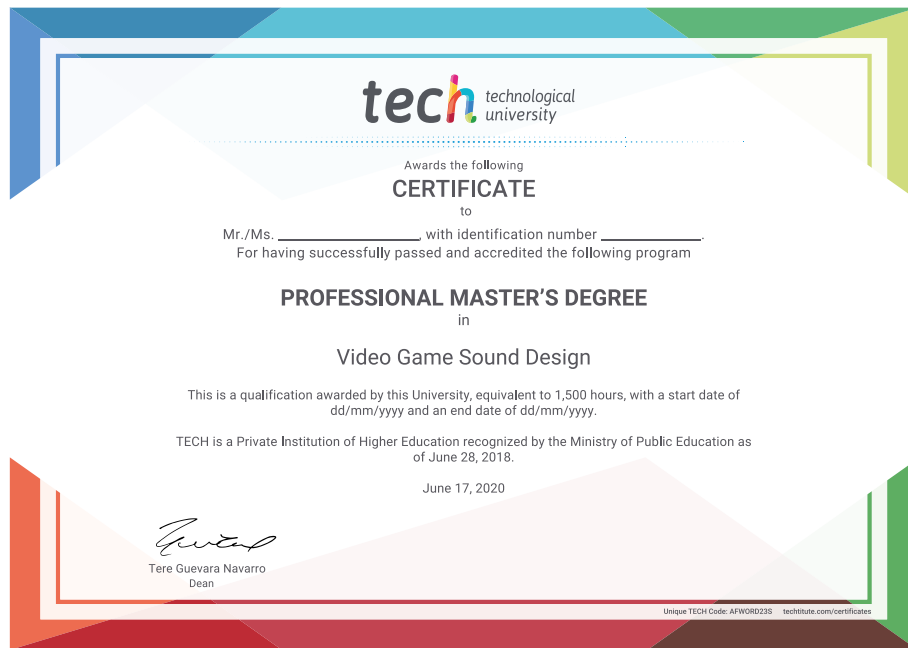 tech technological
university
Awards the following
CERTIFICATE
to
Mr./Ms. ____________________, with identification number ______________.
For having successfully passed and accredited the following program
PROFESSIONAL MASTER'S DEGREE
in
Video Game Sound Design
This is a qualification awarded by this University, equivalent to 1,500 hours, with a start date of
dd/mm/yyyy and an end date of dd/mm/yyyy.
TECH is a Private Institution of Higher Education recognized by the Ministry of Public Education as
of June 28, 2018.
June 17, 2020
Tere Guevara Navarro
Dean
Unique TECH Code: AFWORD23S techtitute.com/certificates